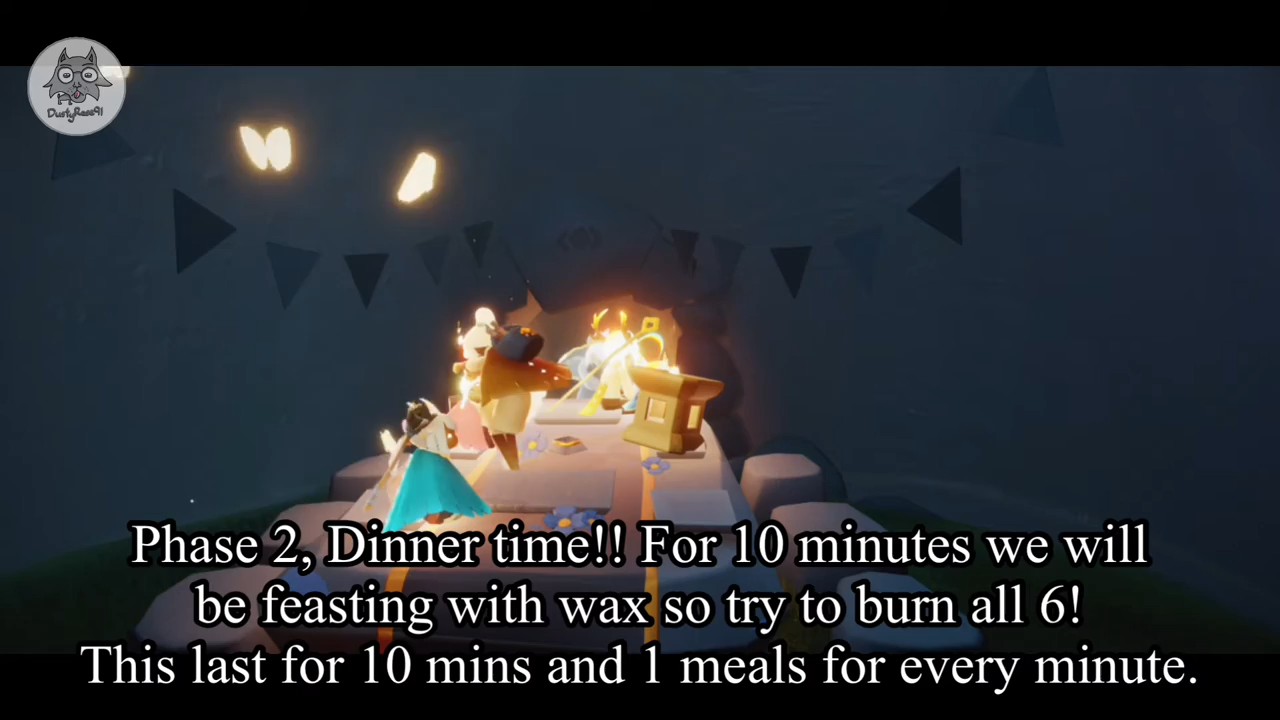 DustyRose91
Phase 2, Dinner time!! For 10 minutes we will
be feasting with wax so try to burn all 6!
This last for 10 mins and 1 meals for every minute.